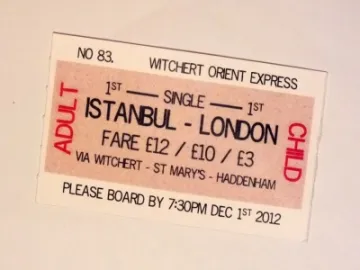 NO 83.
WITCHERT ORIENT EXPRESS
1ST — SINGLE — 1ST
ISTANBUL - LONDON
FARE £12 / £10 / £3
VIA WITCHERT - ST MARY'S - HADDENHAM
ADULT
CHILD
PLEASE BOARD BY 7:30PM DEC 1ST 2012